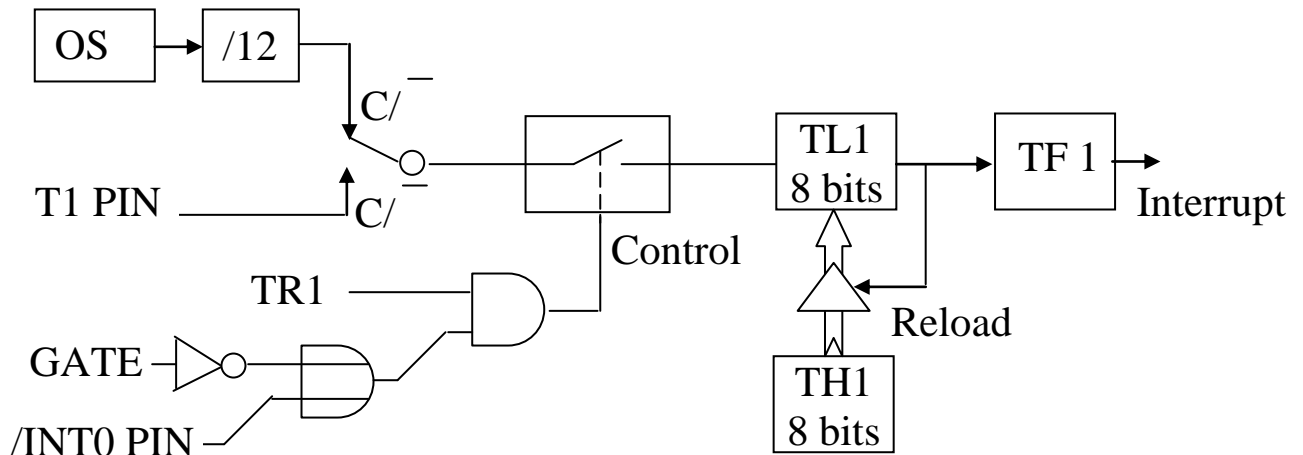 OS
/12
C/‾
T1 PIN
C/‾
TL1
8 bits
TF 1
Interrupt
Control
TR1
Reload
GATE
TH1
8 bits
/INT0 PIN